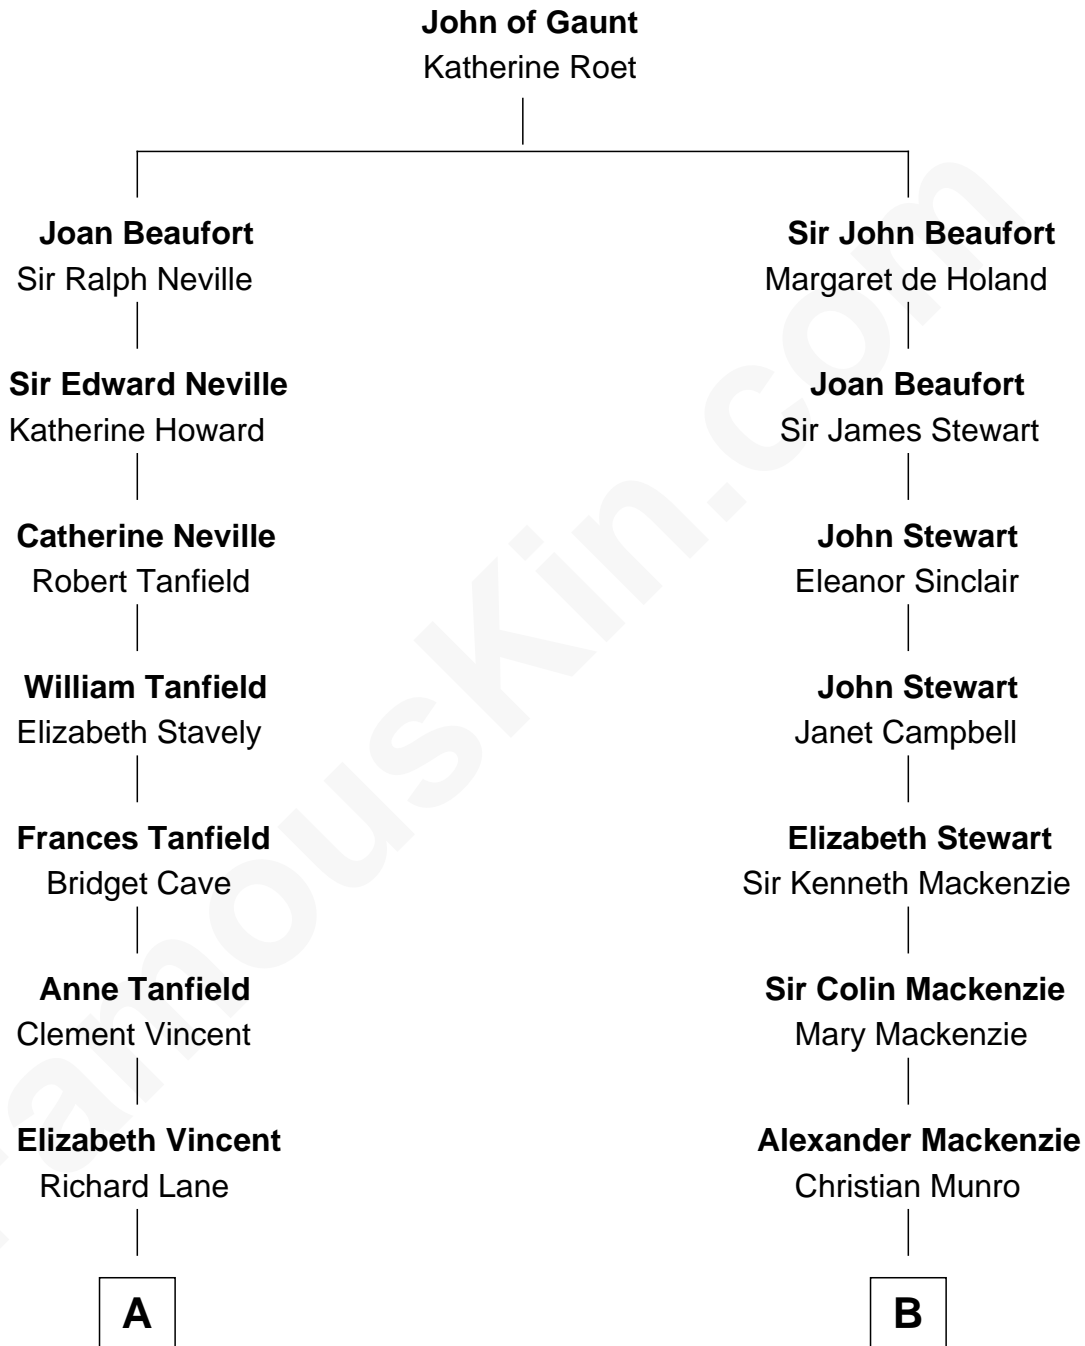 John of Gaunt
Katherine Roet
Joan Beaufort
Sir Ralph Neville
Sir Edward Neville
Katherine Howard
Catherine Neville
Robert Tanfield
William Tanfield
Elizabeth Stavely
Frances Tanfield
Bridget Cave
Anne Tanfield
Clement Vincent
Elizabeth Vincent
Richard Lane
A
Sir John Beaufort
Margaret de Holand
Joan Beaufort
Sir James Stewart
John Stewart
Eleanor Sinclair
John Stewart
Janet Campbell
Elizabeth Stewart
Sir Kenneth Mackenzie
Sir Colin Mackenzie
Mary Mackenzie
Alexander Mackenzie
Christian Munro
B
FamousKin.com